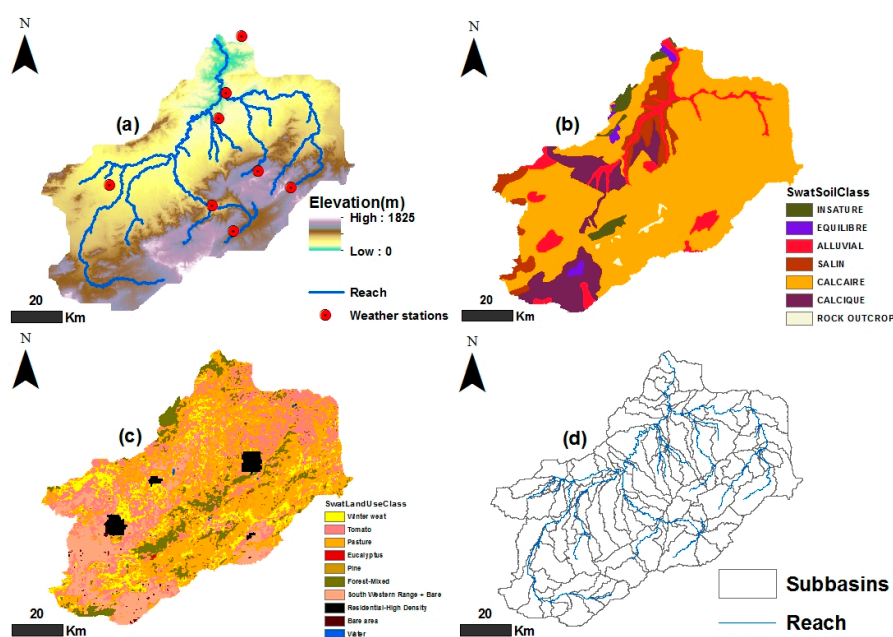 N
(a)
Elevation(m)
High : 1825
Low : 0
Reach
Weather stations
20
Km
N
(b)
SwatSoilClass
INSATURE
EQUILIBRE
ALLUVIAL
SALIN
CALCAIRE
CALCIQUE
ROCK OUTCROP
20
Km
N
(c)
SwatLandUseClass
Winter weat
Tomato
Pasture
Eucalyptus
Pine
Forest-Mixed
South Western Range + Bare
Residential-High Density
Bare area
Water
20
Km
N
(d)
Subbasins
Reach
20
Km